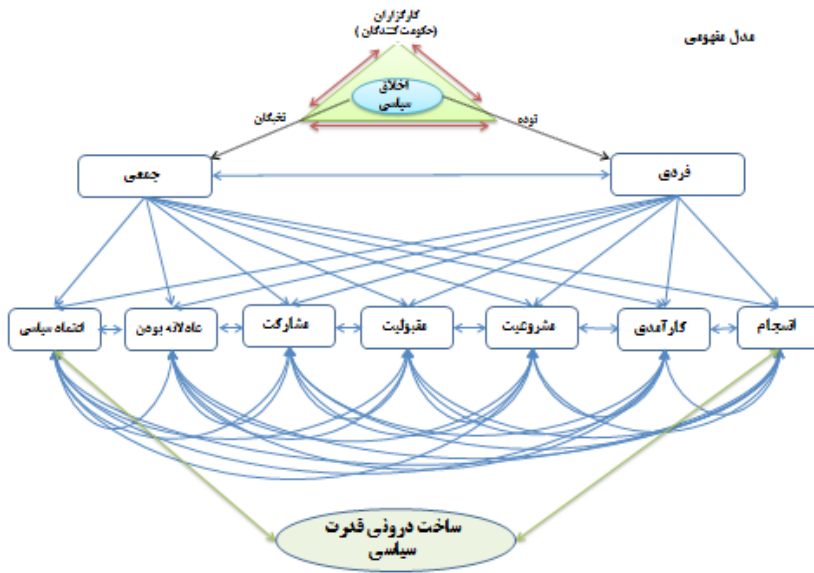 مدل مفهومی
کارگزاران
(حکومت‌کنندگان)
اخلاق
سیاسی
توده
نخبگان
فردی
جمعی
انسجام
کارآمدی
مشروعیت
مقبولیت
مشارکت
عادلانه بودن
اعتماد سیاسی
ساخت درونی قدرت
سیاسی